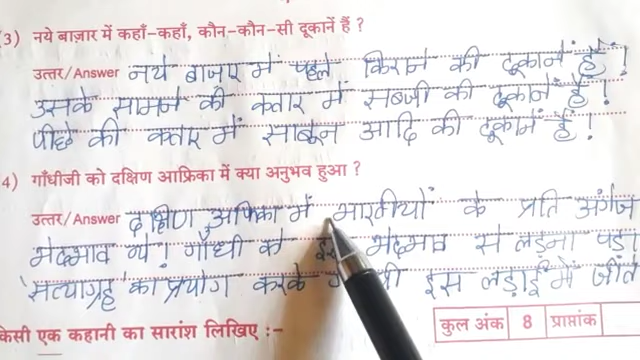 3) नये बाज़ार में कहाँ-कहाँ, कौन-कौन-सी दूकानें हैं ?
उत्तर/Answer नये बाजार में पहले किराने की दूकानें हैं !
उसके सामने की कतार में सब्जी की दूकानें हैं !
पीछे की कतार में साबून आदि की दूकानें हैं !
4) गाँधीजी को दक्षिण आफ्रिका में क्या अनुभव हुआ ?
उत्तर/Answer दक्षिण अफ्रिका में भारतीयों के प्रति अंग्रेज
भेदभाव थे ! गाँधी को भेदभाव से लड़ना पड़ा
'सत्याग्रह' का प्रयोग करके इस लड़ाई में जीत
केसी एक कहानी का सारांश लिखिए :-
कुल अंक 8 प्राप्तांक